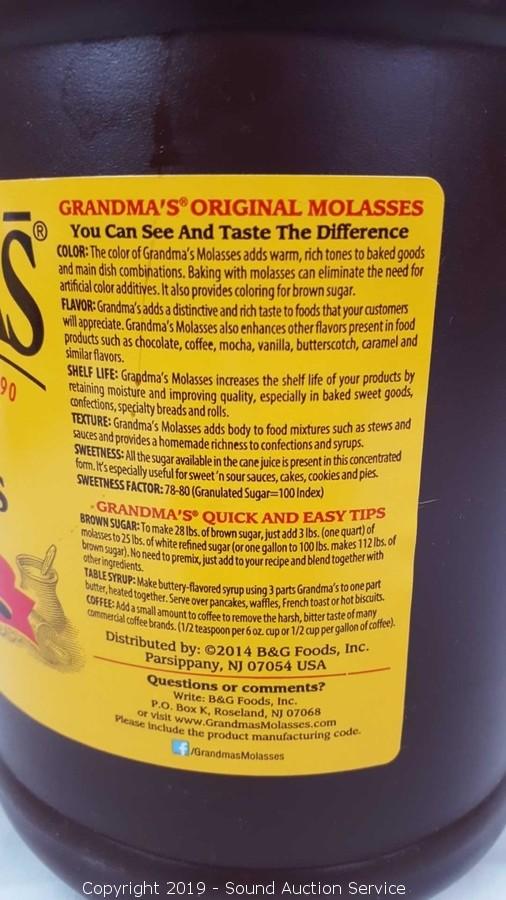 S®
90
S
GRANDMA'S® ORIGINAL MOLASSES
You Can See And Taste The Difference
COLOR: The color of Grandma's Molasses adds warm, rich tones to baked goods
and main dish combinations. Baking with molasses can eliminate the need for
artificial color additives. It also provides coloring for brown sugar.
FLAVOR: Grandma's adds a distinctive and rich taste to foods that your customers
will appreciate. Grandma's Molasses also enhances other flavors present in food
products such as chocolate, coffee, mocha, vanilla, butterscotch, caramel and
similar flavors.
SHELF LIFE: Grandma's Molasses increases the shelf life of your products by
retaining moisture and improving quality, especially in baked sweet goods,
confections, specialty breads and rolls.
TEXTURE: Grandma's Molasses adds body to food mixtures such as stews and
sauces and provides a homemade richness to confections and syrups.
SWEETNESS: All the sugar available in the cane juice is present in this concentrated
form. It's especially useful for sweet 'n sour sauces, cakes, cookies and pies.
SWEETNESS FACTOR: 78-80 (Granulated Sugar=100 Index)
GRANDMA'S® QUICK AND EASY TIPS
BROWN SUGAR: To make 28 lbs. of brown sugar, just add 3 lbs. (one quart) of
molasses to 25 lbs. of white refined sugar (or one gallon to 100 lbs. makes 112 lbs. of
brown sugar). No need to premix, just add to your recipe and blend together with
other ingredients.
TABLE SYRUP: Make buttery-flavored syrup using 3 parts Grandma's to one part
butter, heated together. Serve over pancakes, waffles, French toast or hot biscuits.
COFFEE: Add a small amount to coffee to remove the harsh, bitter taste of many
commercial coffee brands. (1/2 teaspoon per 6 oz. cup or 1/2 cup per gallon of coffee).
Distributed by: ©2014 B&G Foods, Inc.
Parsippany, NJ 07054 USA
Questions or comments?
Write: B&G Foods, Inc.
P.O. Box K, Roseland, NJ 07068
or visit www.GrandmasMolasses.com
Please include the product manufacturing code.
f /GrandmasMolasses
Copyright 2019 - Sound Auction Service